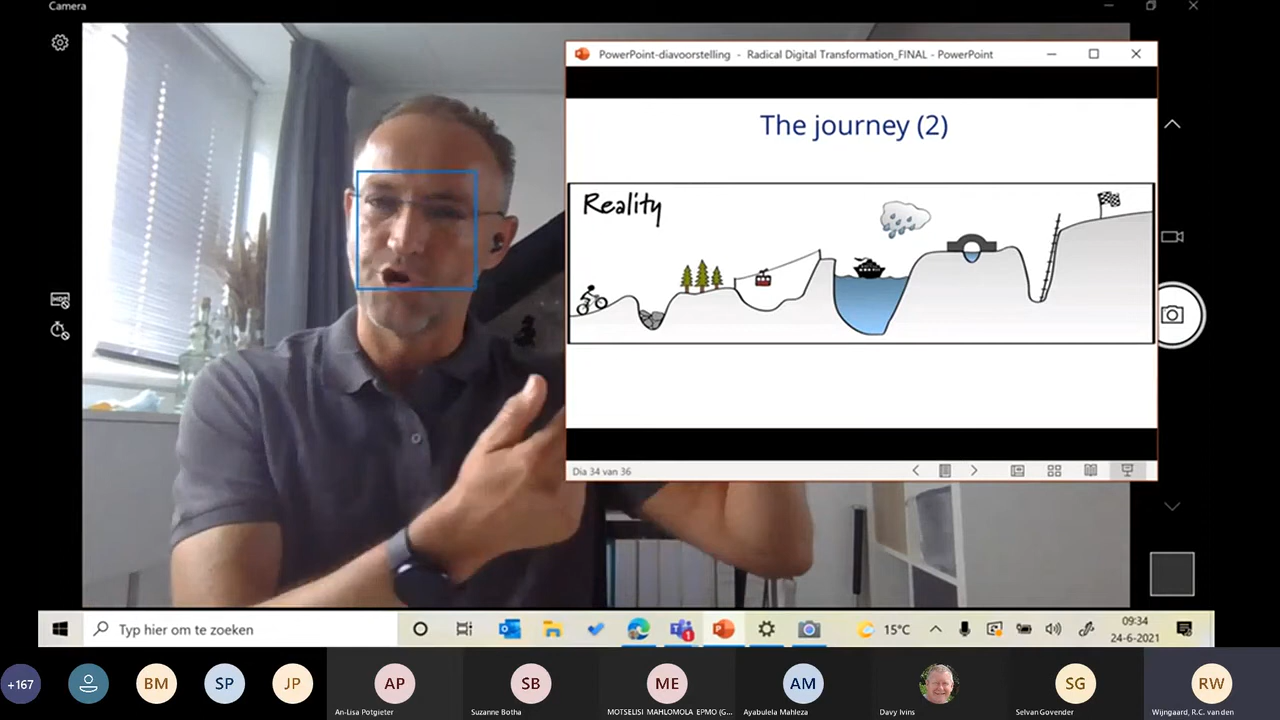 Camera
PowerPoint-diavoorstelling - Radical Digital Transformation_FINAL - PowerPoint
The journey (2)
Reality
Dia 34 van 36
HDR
Typ hier om te zoeken
1
15°C
09:34
24-6-2021
+167
BM
SP
JP
AP
SB
ME
AM
SG
RW
An-Lisa Potgieter
Suzanne Botha
MOTSELISI MAHLOMOLA EPMO (G...
Ayabulela Mahleza
Davy Ivins
Selvan Govender
Wijngaard, R.C. van den